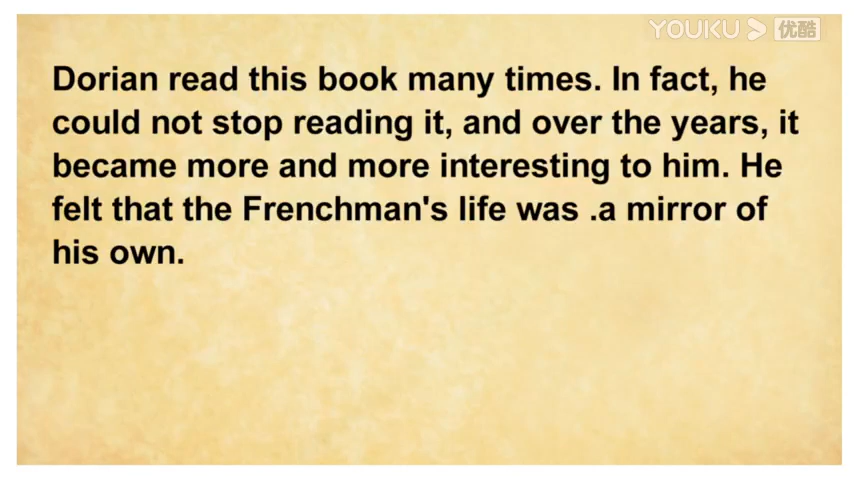 YOUKU 优酷
Dorian read this book many times. In fact, he
could not stop reading it, and over the years, it
became more and more interesting to him. He
felt that the Frenchman's life was .a mirror of
his own.